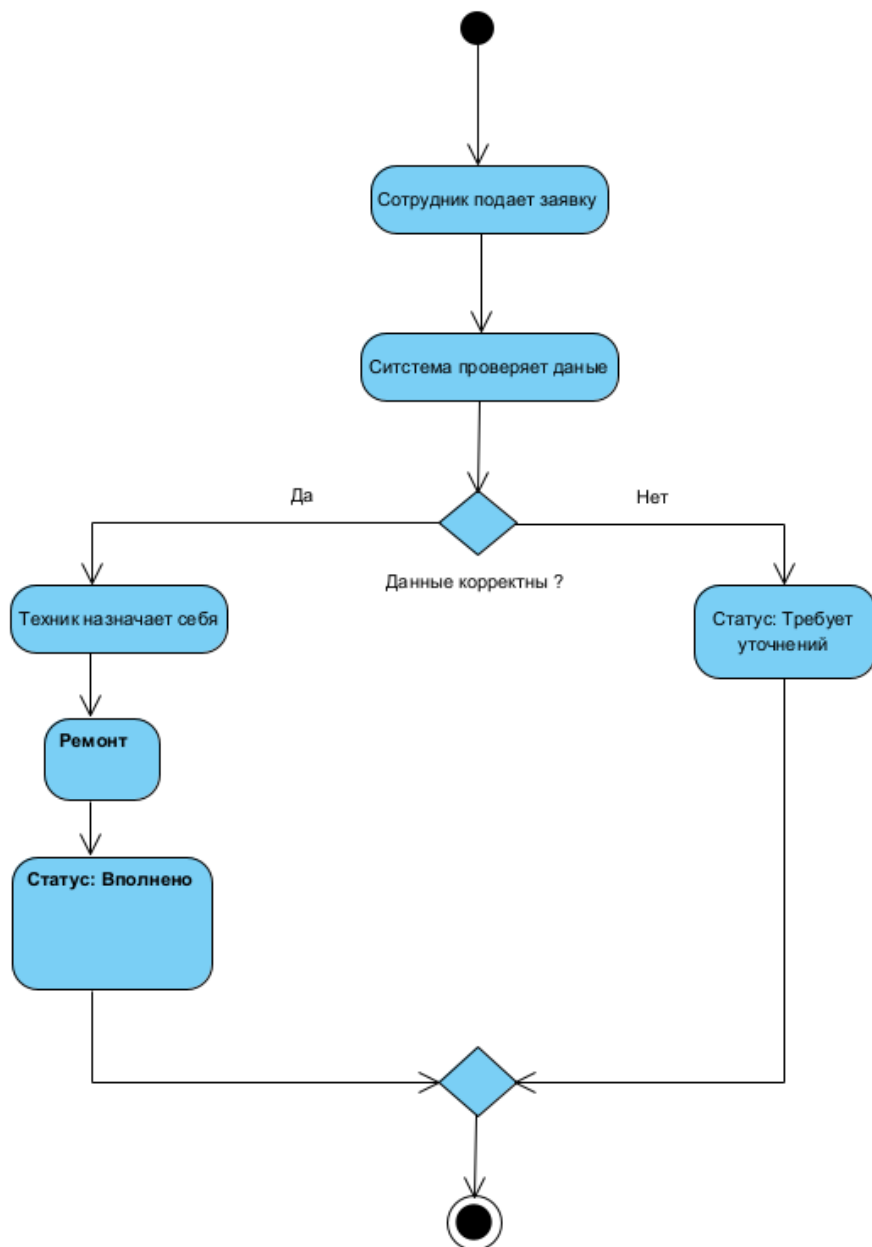 Сотрудник подает заявку
Ситстема проверяет даные
Да
Нет
Данные корректны ?
Техник назначает себя
Статус: Требует
уточнений
Ремонт
Статус: Вполнено